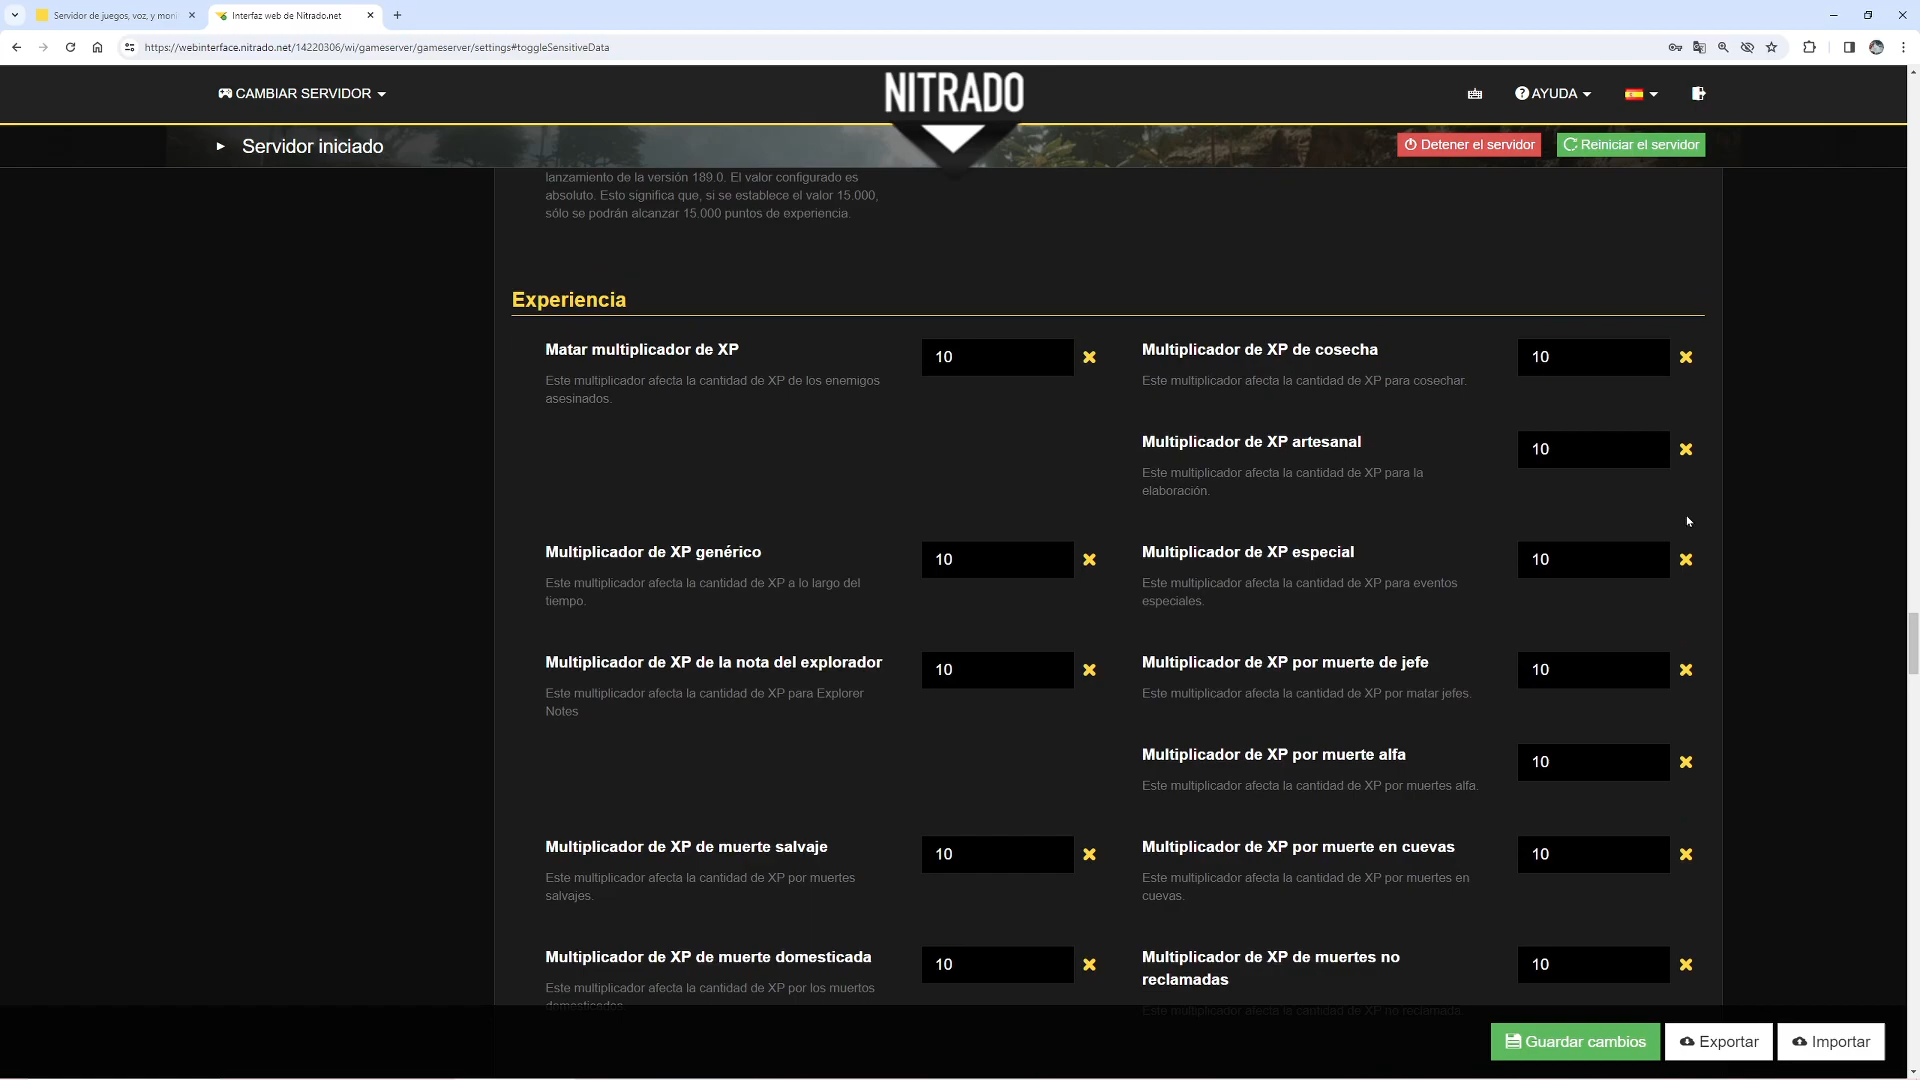 Servidor de juegos, voz, y moni
Interfaz web de Nitrado.net
https://webinterface.nitrado.net/14220306/wi/gameserver/gameserver/settings#toggleSensitiveData
CAMBIAR SERVIDOR
NITRADO
AYUDA
Servidor iniciado
Detener el servidor
Reiniciar el servidor
lanzamiento de la versión 189.0. El valor configurado es
absoluto. Esto significa que, si se establece el valor 15.000,
sólo se podrán alcanzar 15.000 puntos de experiencia.
Experiencia
Matar multiplicador de XP
10
Este multiplicador afecta la cantidad de XP de los enemigos
asesinados.
Multiplicador de XP de cosecha
10
Este multiplicador afecta la cantidad de XP para cosechar.
Multiplicador de XP artesanal
10
Este multiplicador afecta la cantidad de XP para la
elaboración.
Multiplicador de XP genérico
10
Este multiplicador afecta la cantidad de XP a lo largo del
tiempo.
Multiplicador de XP especial
10
Este multiplicador afecta la cantidad de XP para eventos
especiales.
Multiplicador de XP de la nota del explorador
10
Este multiplicador afecta la cantidad de XP para Explorer
Notes
Multiplicador de XP por muerte de jefe
10
Este multiplicador afecta la cantidad de XP por matar jefes.
Multiplicador de XP por muerte alfa
10
Este multiplicador afecta la cantidad de XP por muertes alfa.
Multiplicador de XP de muerte salvaje
10
Este multiplicador afecta la cantidad de XP por muertes
salvajes.
Multiplicador de XP por muerte en cuevas
10
Este multiplicador afecta la cantidad de XP por muertes en
cuevas.
Multiplicador de XP de muerte domesticada
10
Este multiplicador afecta la cantidad de XP por los muertos
domesticados.
Multiplicador de XP de muertes no
reclamadas
10
Este multiplicador afecta la cantidad de XP no reclamada.
Guardar cambios
Exportar
Importar